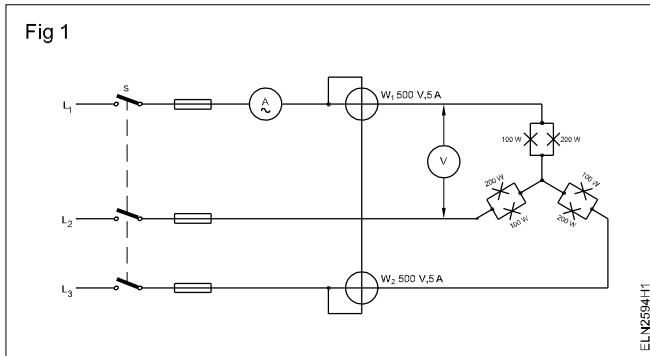 Fig 1
S
L1
A
~
W1 500 V,5 A
100 W
200 W
V
200 W
100 W
100 W
200 W
L2
L3
W2 500 V,5 A
ELN2594H1